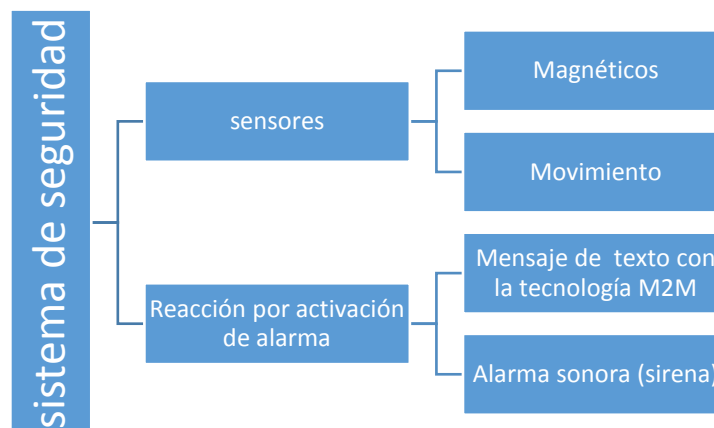 sistema de seguridad
sensores
Magnéticos
Movimiento
Reacción por activación
de alarma
Mensaje de texto con
la tecnología M2M
Alarma sonora (sirena)